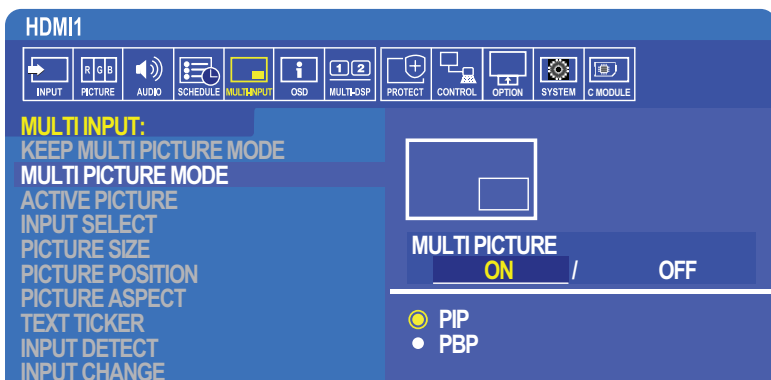 HDMI1
R G B
1 2
INPUT PICTURE AUDIO SCHEDULE MULTI-INPUT OSD MULTI-DSP PROTECT CONTROL OPTION SYSTEM C MODULE
MULTI INPUT:
KEEP MULTI PICTURE MODE
MULTI PICTURE MODE
ACTIVE PICTURE
INPUT SELECT
PICTURE SIZE
PICTURE POSITION
PICTURE ASPECT
TEXT TICKER
INPUT DETECT
INPUT CHANGE
MULTI PICTURE
ON / OFF
PIP
PBP